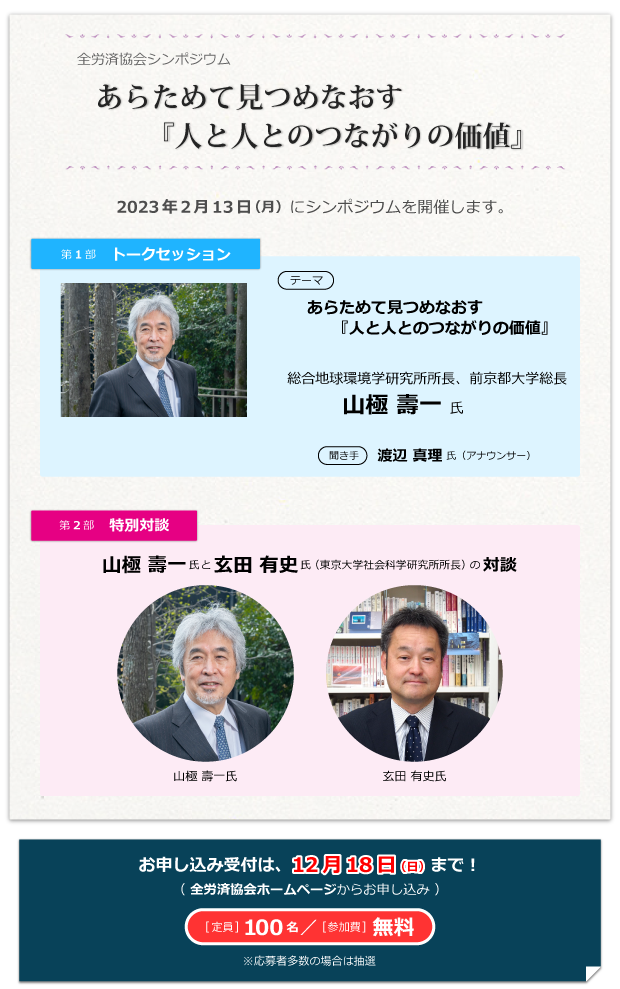 全労済協会シンポジウム
あらためて見つめなおす
『人と人とのつながりの価値』
2023年2月13日(月) にシンポジウムを開催します。
第1部 トークセッション
テーマ
あらためて見つめなおす
『人と人とのつながりの価値』
総合地球環境学研究所所長、前京都大学総長
山極 壽一 氏
聞き手 渡辺 真理 氏（アナウンサー）
第2部 特別対談
山極 壽一氏と玄田 有史氏（東京大学社会科学研究所所長）の対談
山極 壽一氏
玄田 有史氏
お申し込み受付は、12月18日(日)まで！
（全労済協会ホームページからお申し込み）
［定員］100名／［参加費］無料
※応募者多数の場合は抽選